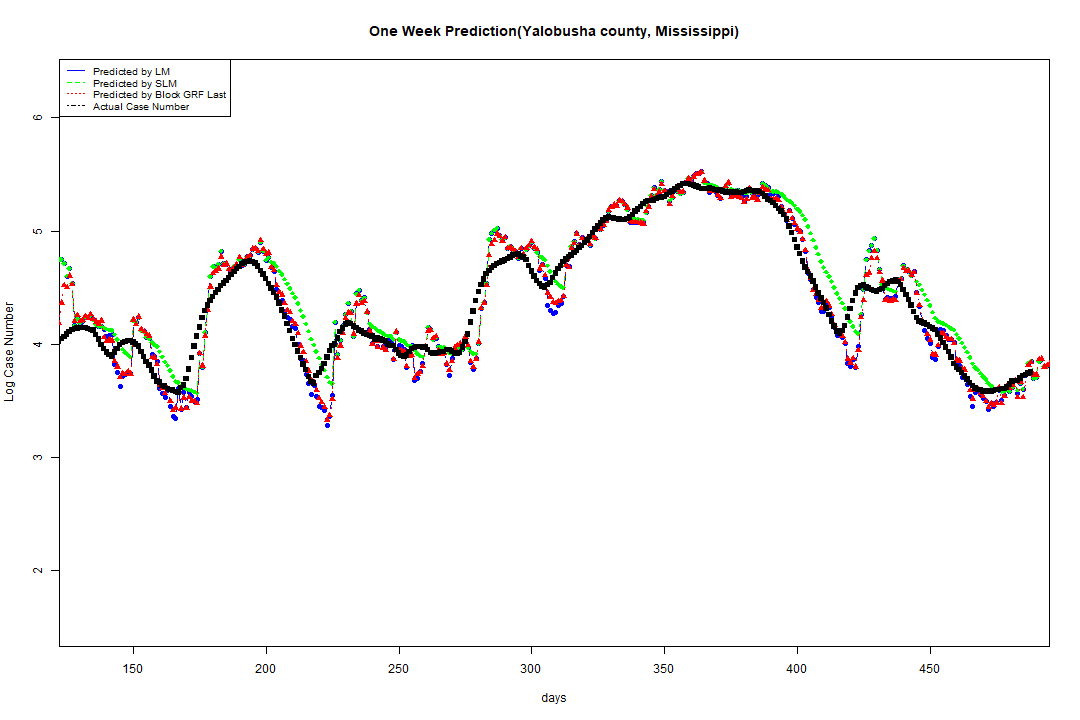 One Week Prediction(Yalobusha county, Mississippi)
Predicted by LM
Predicted by SLM
Predicted by Block GRF Last
Actual Case Number
6
5
4
3
2
Log Case Number
150 200 250 300 350 400 450
days